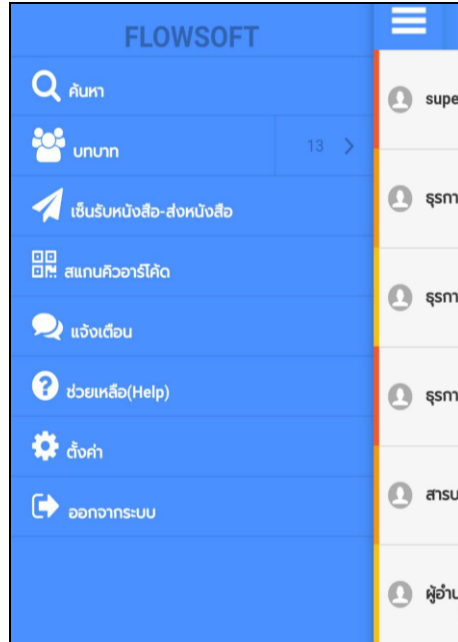 FLOWSOFT
ค้นหา
บทบาท 13
เซ็นรับหนังสือ-ส่งหนังสือ
สแกนคิวอาร์โค้ด
แจ้งเตือน
ช่วยเหลือ(Help)
ตั้งค่า
ออกจากระบบ
supe
ธุรกา
ธุรกา
ธุรกา
สารบ
ผู้อำน